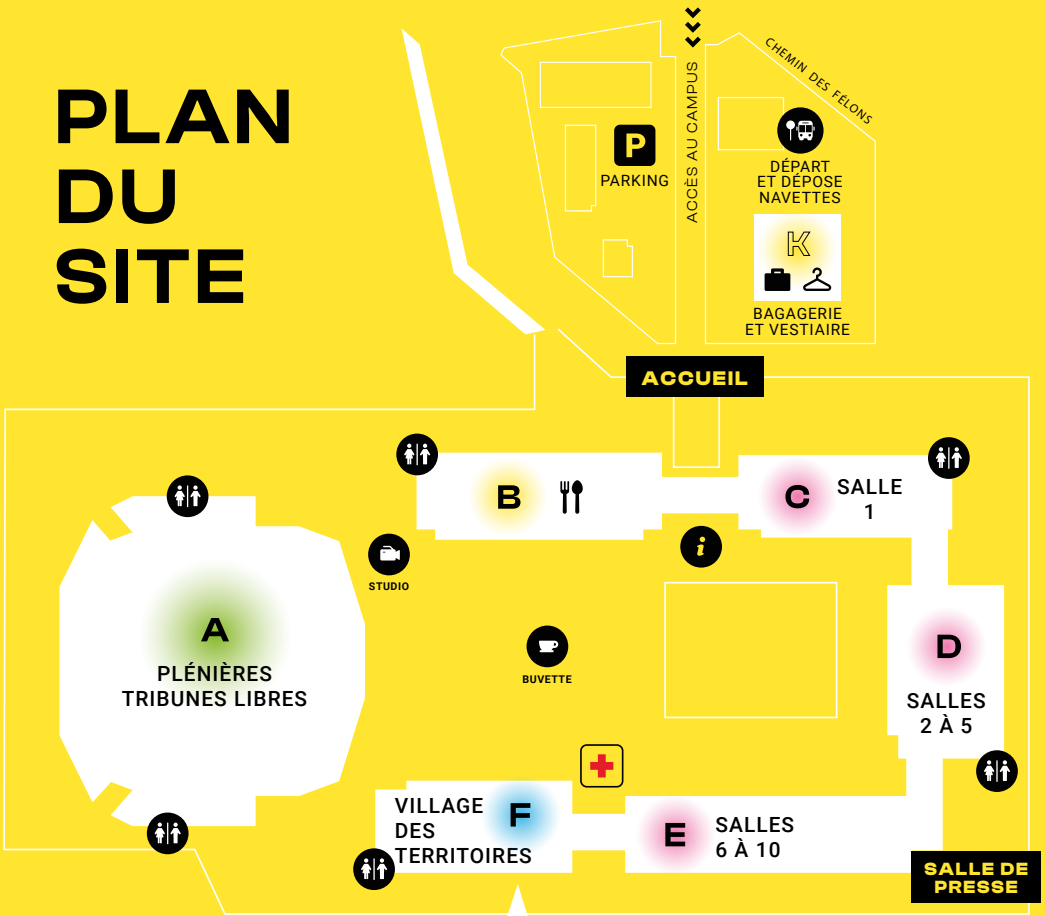 PLAN
DU
SITE
ACCÈS AU CAMPUS
CHEMIN DES FÉLONS
P
PARKING
DÉPART
ET DÉPOSE
NAVETTES
K
BAGAGERIE
ET VESTIAIRE
ACCUEIL
B
C
SALLE
1
i
STUDIO
A
PLÉNIÈRES
TRIBUNES LIBRES
BUVETTE
D
SALLES
2 À 5
VILLAGE
DES
TERRITOIRES
F
E
SALLES
6 À 10
SALLE DE
PRESSE